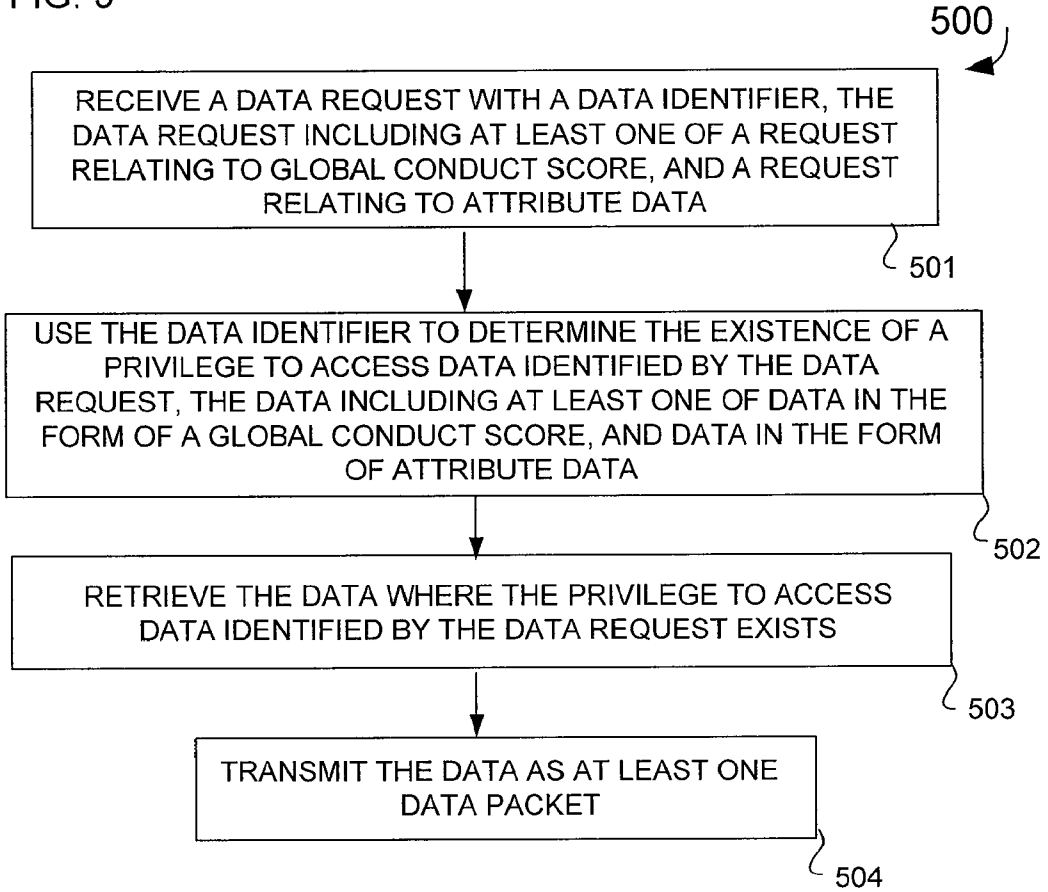 500
RECEIVE A DATA REQUEST WITH A DATA IDENTIFIER, THE
DATA REQUEST INCLUDING AT LEAST ONE OF A REQUEST
RELATING TO GLOBAL CONDUCT SCORE, AND A REQUEST
RELATING TO ATTRIBUTE DATA
501
USE THE DATA IDENTIFIER TO DETERMINE THE EXISTENCE OF A
PRIVILEGE TO ACCESS DATA IDENTIFIED BY THE DATA
REQUEST, THE DATA INCLUDING AT LEAST ONE OF DATA IN THE
FORM OF A GLOBAL CONDUCT SCORE, AND DATA IN THE FORM
OF ATTRIBUTE DATA
502
RETRIEVE THE DATA WHERE THE PRIVILEGE TO ACCESS
DATA IDENTIFIED BY THE DATA REQUEST EXISTS
503
TRANSMIT THE DATA AS AT LEAST ONE
DATA PACKET
504